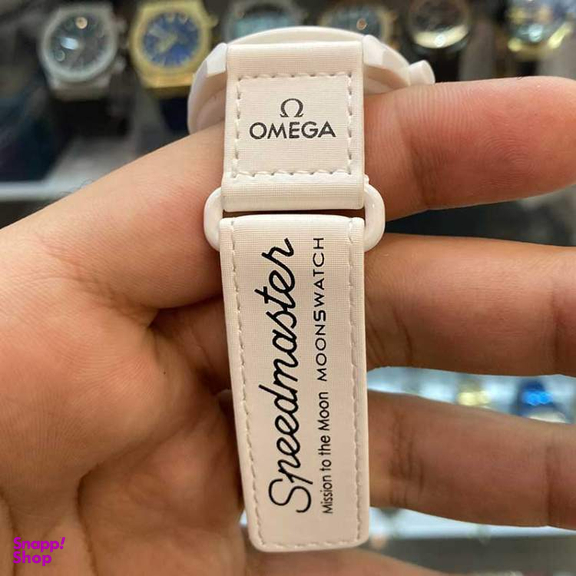 Ω
OMEGA
Speedmaster
Mission to the Moon MOONSWATCH
Snapp!
Shop